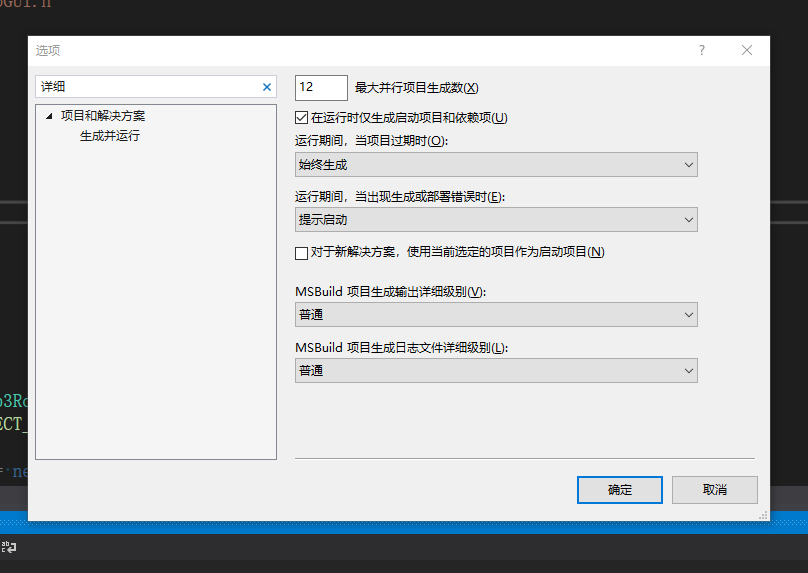 选项
详细
项目和解决方案
生成并运行
12 最大并行项目生成数(X)
在运行时仅生成启动项目和依赖项(U)
运行期间，当项目过期时(O):
始终生成
运行期间，当出现生成或部署错误时(E):
提示启动
对于新解决方案，使用当前选定的项目作为启动项目(N)
MSBuild 项目生成输出详细级别(V):
普通
MSBuild 项目生成日志文件详细级别(L):
普通
确定
取消
ECT_